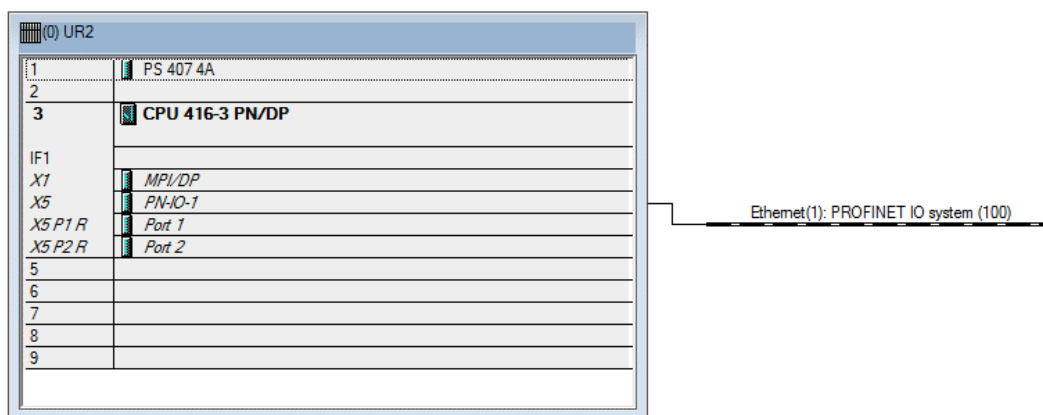 (0) UR2
1 PS 407 4A
2
3 CPU 416-3 PN/DP
IF1
X1 MPI/DP
X5 PN-IO-1
X5 P1 R Port 1
X5 P2 R Port 2
5
6
7
8
9
Ethernet(1): PROFINET IO system (100)